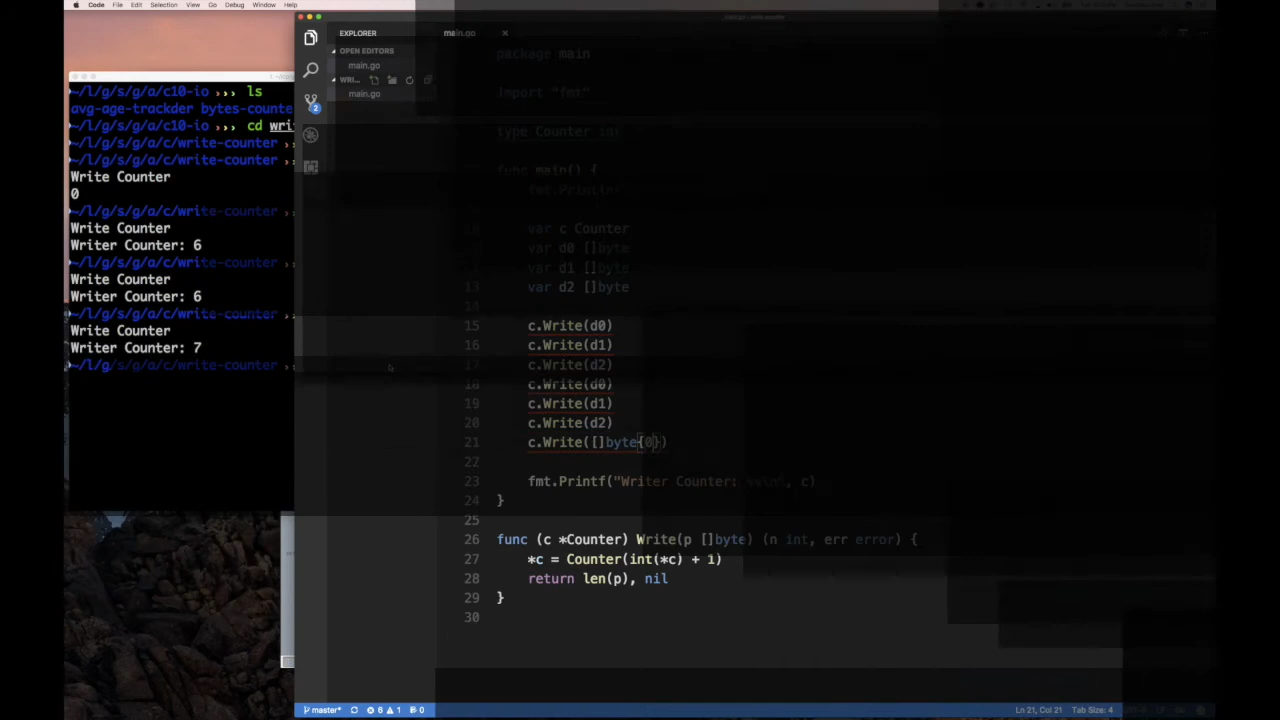 Code File Edit Selection View Go Debug Window Help
~/l/g/s/g/a/c10-io ››› ls
avg-age-trackder bytes-counte
~/l/g/s/g/a/c10-io ››› cd writ
~/l/g/s/g/a/c/write-counter ››
~/l/g/s/g/a/c/write-counter ››
Write Counter
0
~/l/g/s/g/a/c/write-counter ››
Write Counter
Writer Counter: 6
~/l/g/s/g/a/c/write-counter ››
Write Counter
Writer Counter: 6
~/l/g/s/g/a/c/write-counter ››
Write Counter
Writer Counter: 7
~/l/g/s/g/a/c/write-counter ››
EXPLORER
OPEN EDITORS
main.go
WRI...
main.go
2
main.go
package main
import "fmt"
type Counter int
func main() {
fmt.Println
var c Counter
var d0 []byte
var d1 []byte
13 var d2 []byte
14
15 c.Write(d0)
16 c.Write(d1)
17 c.Write(d2)
18 c.Write(d0)
19 c.Write(d1)
20 c.Write(d2)
21 c.Write([]byte{0})
22
23 fmt.Printf("Writer Counter: %v\n", c)
24 }
25
26 func (c *Counter) Write(p []byte) (n int, err error) {
27 *c = Counter(int(*c) + 1)
28 return len(p), nil
29 }
30
master* 6 1 0 Ln 21, Col 21 Tab Size: 4